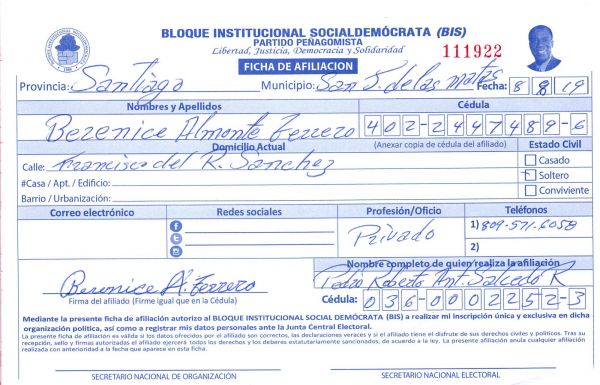 BLOQUE INSTITUCIONAL SOCIALDEMÓCRATA (BIS)
PARTIDO PEÑAGOMISTA
Libertad, Justicia, Democracia y Solidaridad
111922
FICHA DE AFILIACION
Provincia: Santiago Municipio: San J. de las Matas Fecha: 8 8 19
Nombres y Apellidos Cédula
Berenice Almonte Ferrero 402-2447489-6
Domicilio Actual (Anexar copia de cédula del afiliado) Estado Civil
Calle: Francisco del R. Sánchez Casado
#Casa / Apt. / Edificio: Soltero
Barrio / Urbanización: Conviviente
Correo electrónico Redes sociales Profesión/Oficio Teléfonos
Privado 1) 809-571-6058
2)
Nombre completo de quien realiza la afiliación
Berenice A. Ferrero Pedro Roberto Ant. Salcedo R
Firma del afiliado (Firme igual que en la Cédula) Cédula: 036-0002252-3
Mediante la presente ficha de afiliación autorizo al BLOQUE INSTITUCIONAL SOCIAL DEMÓCRATA (BIS) a realizar mi inscripción única y exclusiva en dicha
organización política, así como a registrar mis datos personales ante la Junta Central Electoral.
La presente ficha de afiliación es válida si los datos ofrecidos por el afiliado son correctos, las declaraciones veraces y si el afiliado tiene el disfrute de sus derechos civiles y políticos. Tras su
recepción, sello y firmas autorizadas el afiliado ejercerá todos los derechos y los deberes estatutariamente sancionados, de acuerdo a la ley. La presente afiliación anula cualquier afiliación
realizada con anterioridad a la fecha que aparece en esta ficha.
SECRETARIO NACIONAL DE ORGANIZACIÓN SECRETARIO NACIONAL ELECTORAL